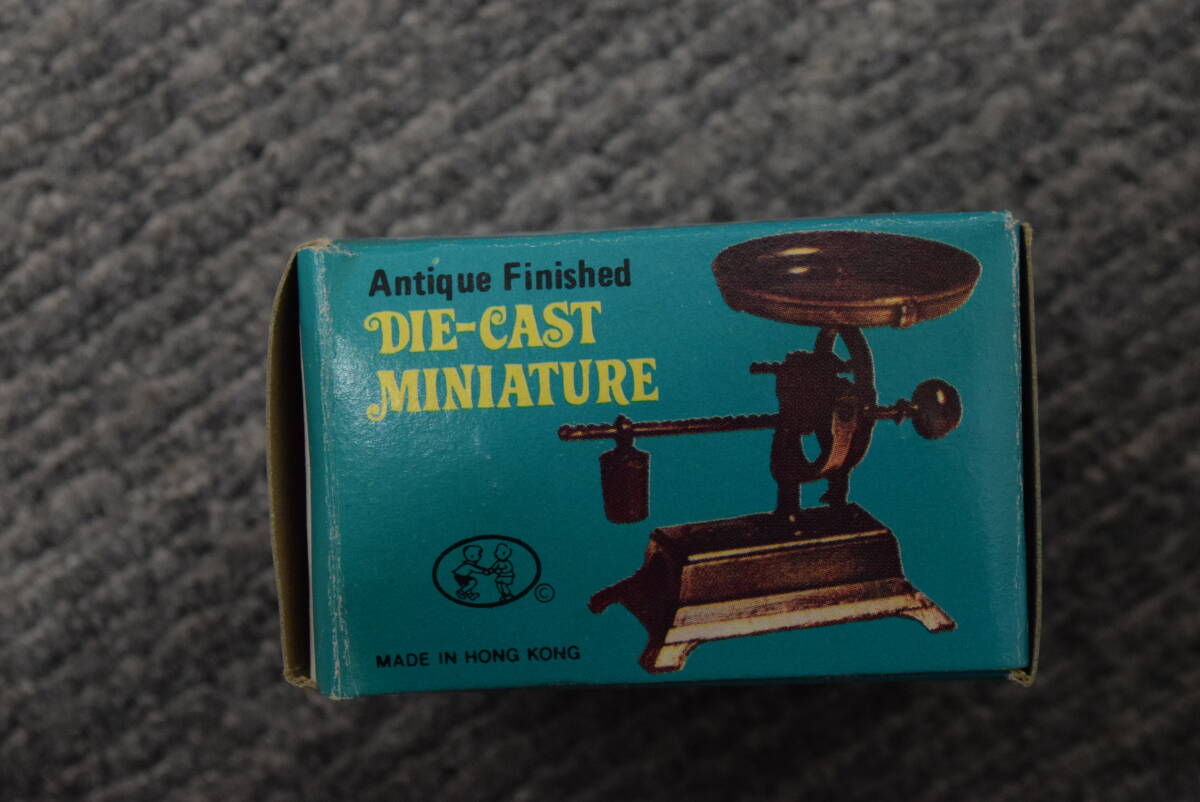 Antique Finished
DIE-CAST
MINIATURE
©
MADE IN HONG KONG